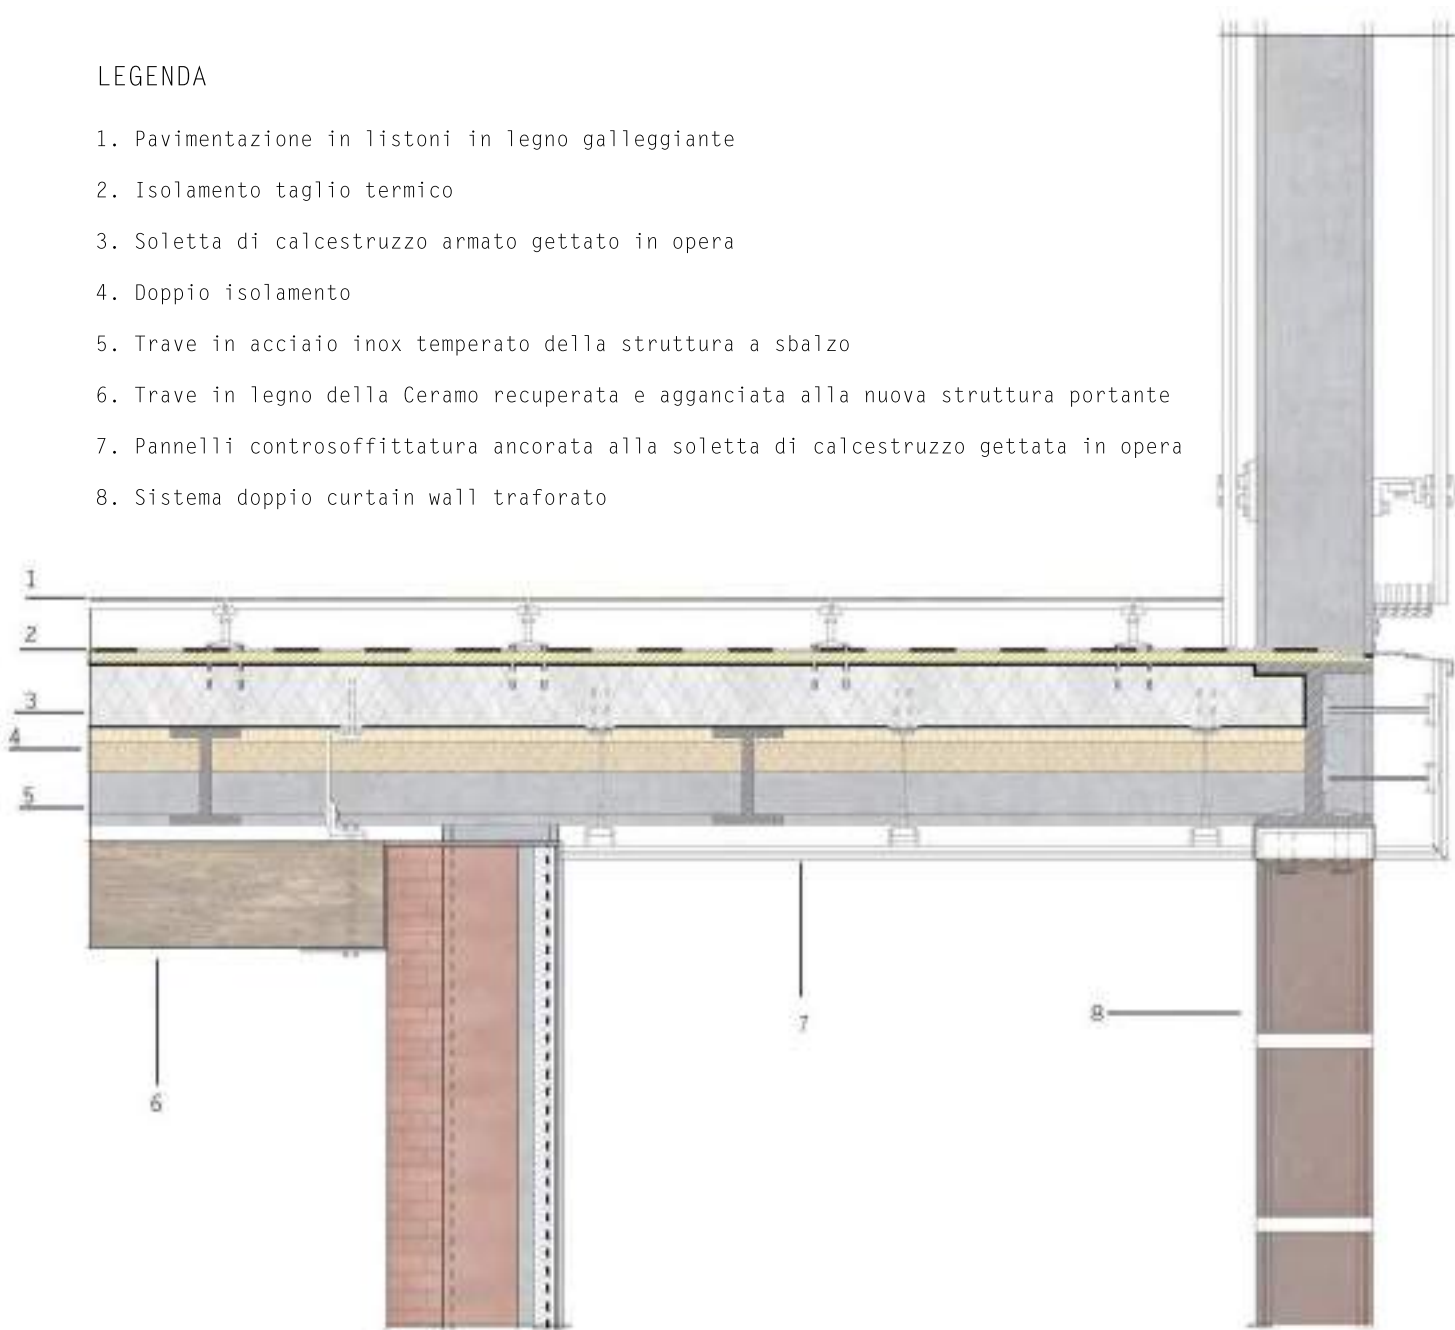 LEGENDA
1. Pavimentazione in listoni in legno galleggiante
2. Isolamento taglio termico
3. Soletta di calcestruzzo armato gettato in opera
4. Doppio isolamento
5. Trave in acciaio inox temperato della struttura a sbalzo
6. Trave in legno della Ceramo recuperata e agganciata alla nuova struttura portante
7. Pannelli controsoffittatura ancorata alla soletta di calcestruzzo gettata in opera
8. Sistema doppio curtain wall traforato
1
2
3
4
5
6
7
8